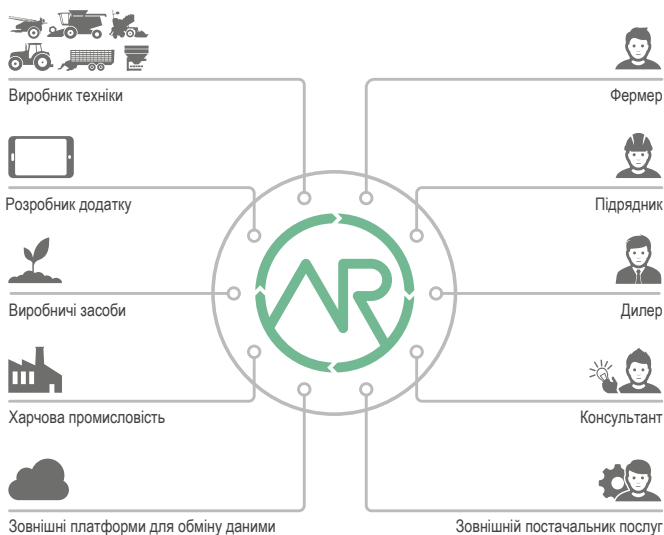 Виробник техніки
Фермер
Розробник додатку
Підрядник
Виробничі засоби
Дилер
Харчова промисловість
Консультант
Зовнішні платформи для обміну даними
Зовнішній постачальник послуг
AR